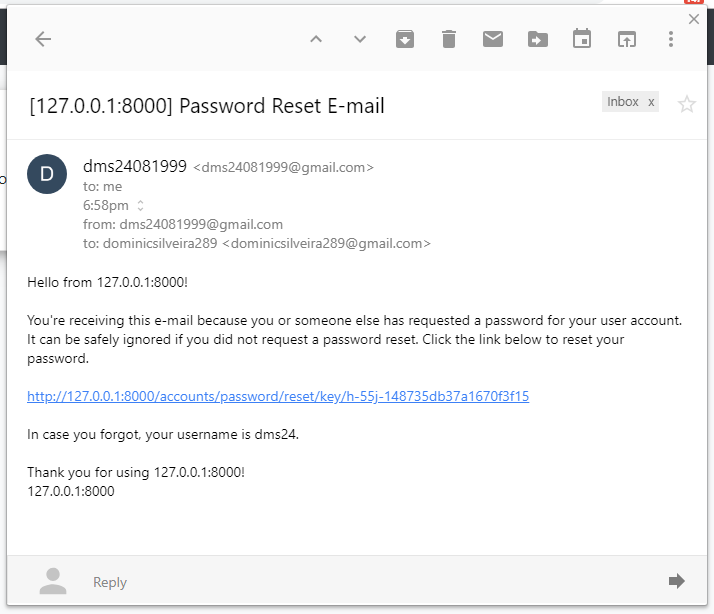 [127.0.0.1:8000] Password Reset E-mail
Inbox x
D
dms24081999 <dms24081999@gmail.com>
to: me
6:58pm
from: dms24081999@gmail.com
to: dominicsilveira289 <dominicsilveira289@gmail.com>
Hello from 127.0.0.1:8000!
You're receiving this e-mail because you or someone else has requested a password for your user account.
It can be safely ignored if you did not request a password reset. Click the link below to reset your
password.
http://127.0.0.1:8000/accounts/password/reset/key/h-55j-148735db37a1670f3f15
In case you forgot, your username is dms24.
Thank you for using 127.0.0.1:8000!
127.0.0.1:8000
Reply